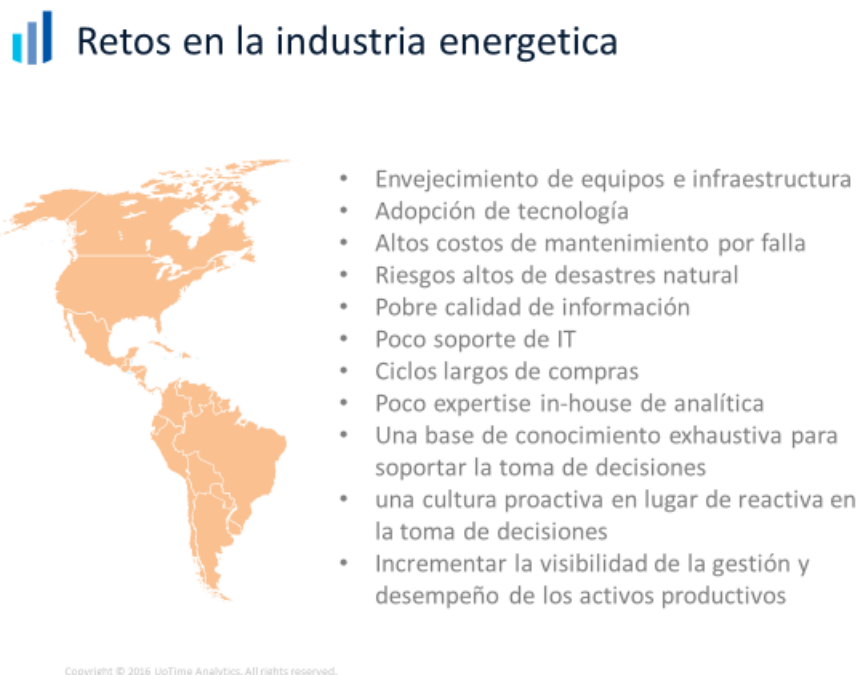 Retos en la industria energetica
• Envejecimiento de equipos e infraestructura
• Adopción de tecnología
• Altos costos de mantenimiento por falla
• Riesgos altos de desastres natural
• Pobre calidad de información
• Poco soporte de IT
• Ciclos largos de compras
• Poco expertise in-house de analítica
• Una base de conocimiento exhaustiva para
soportar la toma de decisiones
• una cultura proactiva en lugar de reactiva en
la toma de decisiones
• Incrementar la visibilidad de la gestión y
desempeño de los activos productivos
Copyright © 2016 UpTime Analytics. All rights reserved.